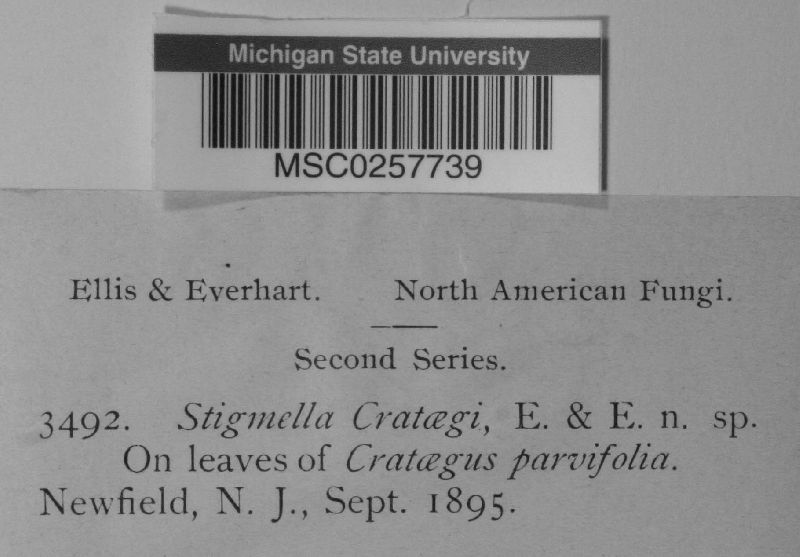 Michigan State University
MSC0257739
Ellis & Everhart. North American Fungi.
Second Series.
3492. Stigmella Cratægi, E. & E. n. sp.
On leaves of Cratægus parvifolia.
Newfield, N. J., Sept. 1895.